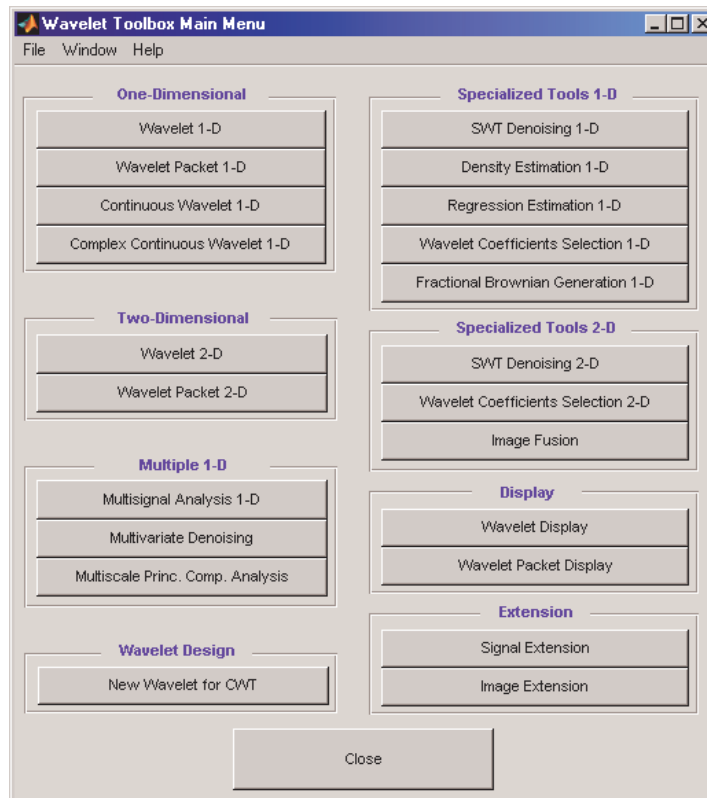 Wavelet Toolbox Main Menu
File Window Help
One-Dimensional
Wavelet 1-D
Wavelet Packet 1-D
Continuous Wavelet 1-D
Complex Continuous Wavelet 1-D
Two-Dimensional
Wavelet 2-D
Wavelet Packet 2-D
Multiple 1-D
Multisignal Analysis 1-D
Multivariate Denoising
Multiscale Princ. Comp. Analysis
Wavelet Design
New Wavelet for CWT
Specialized Tools 1-D
SWT Denoising 1-D
Density Estimation 1-D
Regression Estimation 1-D
Wavelet Coefficients Selection 1-D
Fractional Brownian Generation 1-D
Specialized Tools 2-D
SWT Denoising 2-D
Wavelet Coefficients Selection 2-D
Image Fusion
Display
Wavelet Display
Wavelet Packet Display
Extension
Signal Extension
Image Extension
Close